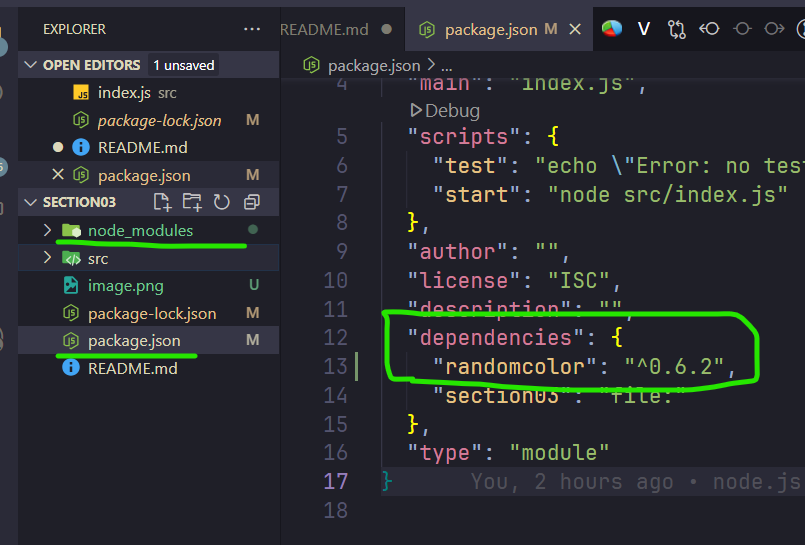 EXPLORER
OPEN EDITORS 1 unsaved
index.js src
package-lock.json M
README.md
package.json M
SECTION03
node_modules
src
image.png U
package-lock.json M
package.json M
README.md
README.md
package.json M
package.json > ...
4 "main": "index.js",
Debug
5 "scripts": {
6 "test": "echo \"Error: no tes
7 "start": "node src/index.js"
8 },
9 "author": "",
10 "license": "ISC",
11 "description": "",
12 "dependencies": {
13 "randomcolor": "^0.6.2",
14 "section03": "file:"
15 },
16 "type": "module"
17 } You, 2 hours ago • node.js
18